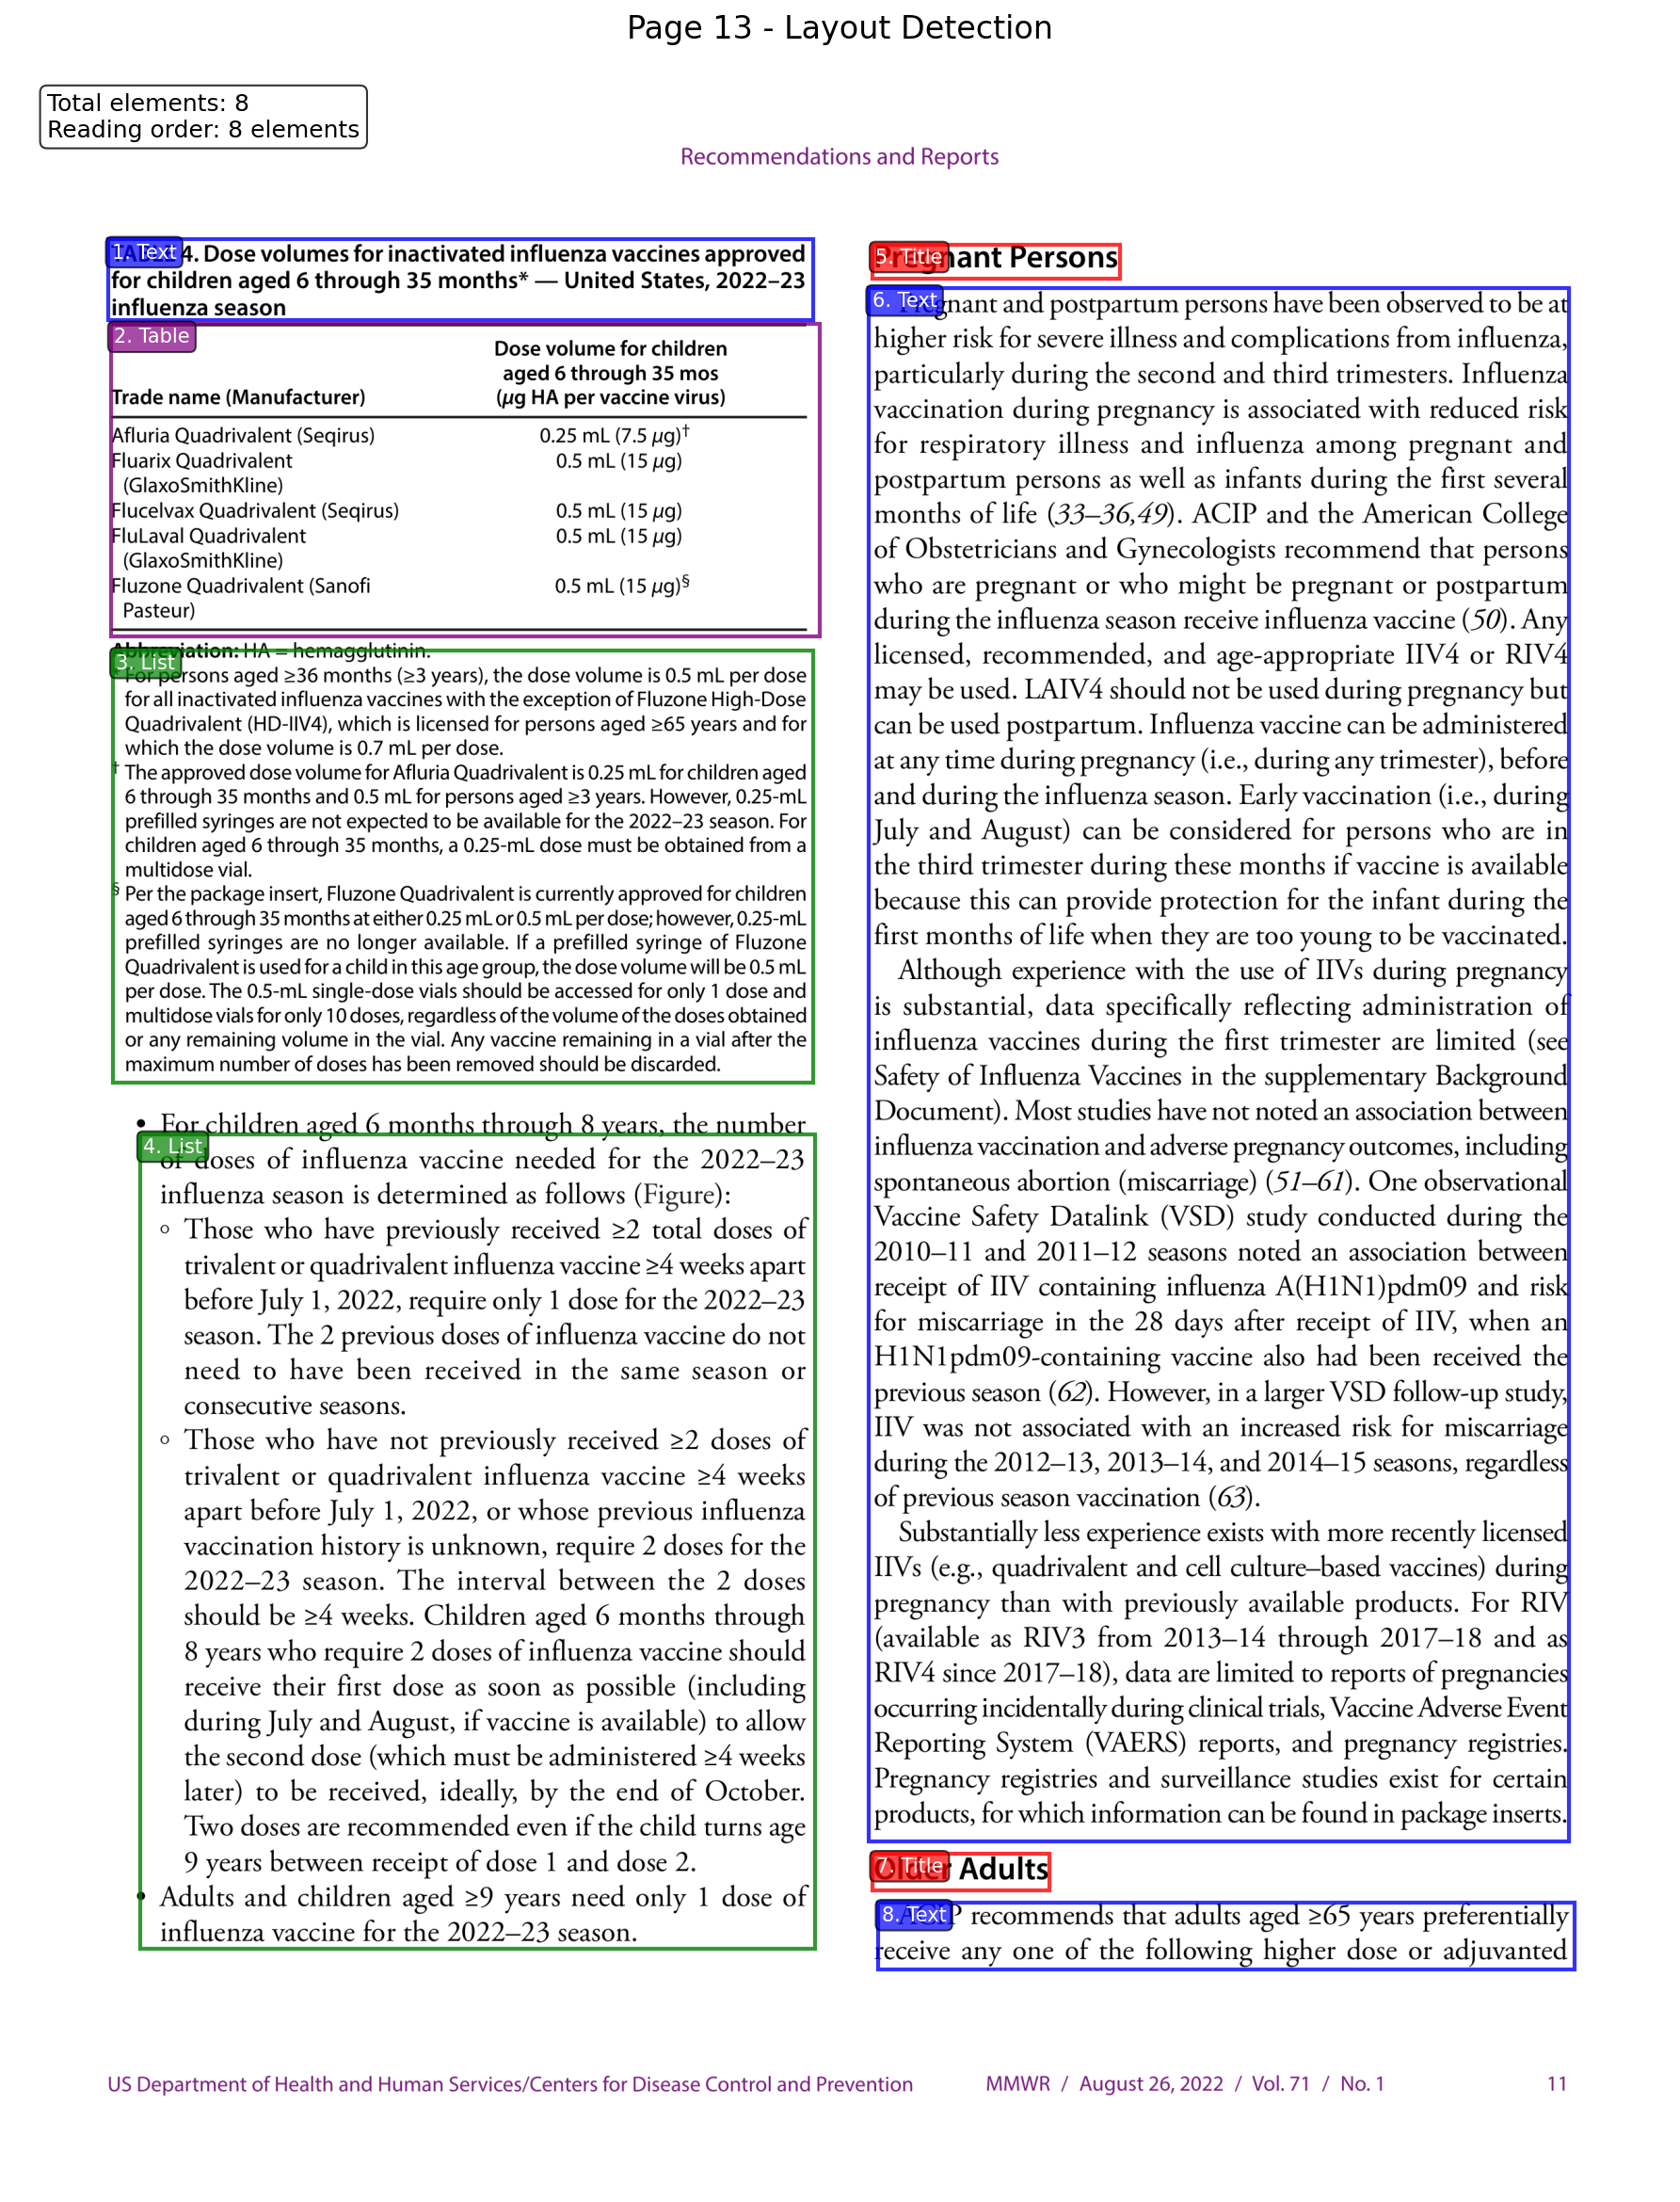 Page 13 - Layout Detection
Total elements: 8
Reading order: 8 elements
Recommendations and Reports
1. Text 4. Dose volumes for inactivated influenza vaccines approved
for children aged 6 through 35 months* — United States, 2022–23
influenza season
2. Table
Dose volume for children
aged 6 through 35 mos
Trade name (Manufacturer) (µg HA per vaccine virus)
Afluria Quadrivalent (Seqirus) 0.25 mL (7.5 µg)†
Fluarix Quadrivalent 0.5 mL (15 µg)
(GlaxoSmithKline)
Flucelvax Quadrivalent (Seqirus) 0.5 mL (15 µg)
FluLaval Quadrivalent 0.5 mL (15 µg)
(GlaxoSmithKline)
Fluzone Quadrivalent (Sanofi 0.5 mL (15 µg)§
Pasteur)
Abbreviation: HA = hemagglutinin.
3. List
* For persons aged ≥36 months (≥3 years), the dose volume is 0.5 mL per dose
for all inactivated influenza vaccines with the exception of Fluzone High-Dose
Quadrivalent (HD-IIV4), which is licensed for persons aged ≥65 years and for
which the dose volume is 0.7 mL per dose.
† The approved dose volume for Afluria Quadrivalent is 0.25 mL for children aged
6 through 35 months and 0.5 mL for persons aged ≥3 years. However, 0.25-mL
prefilled syringes are not expected to be available for the 2022–23 season. For
children aged 6 through 35 months, a 0.25-mL dose must be obtained from a
multidose vial.
§ Per the package insert, Fluzone Quadrivalent is currently approved for children
aged 6 through 35 months at either 0.25 mL or 0.5 mL per dose; however, 0.25-mL
prefilled syringes are no longer available. If a prefilled syringe of Fluzone
Quadrivalent is used for a child in this age group, the dose volume will be 0.5 mL
per dose. The 0.5-mL single-dose vials should be accessed for only 1 dose and
multidose vials for only 10 doses, regardless of the volume of the doses obtained
or any remaining volume in the vial. Any vaccine remaining in a vial after the
maximum number of doses has been removed should be discarded.
• For children aged 6 months through 8 years, the number
4. List
of doses of influenza vaccine needed for the 2022–23
influenza season is determined as follows (Figure):
◦ Those who have previously received ≥2 total doses of
trivalent or quadrivalent influenza vaccine ≥4 weeks apart
before July 1, 2022, require only 1 dose for the 2022–23
season. The 2 previous doses of influenza vaccine do not
need to have been received in the same season or
consecutive seasons.
◦ Those who have not previously received ≥2 doses of
trivalent or quadrivalent influenza vaccine ≥4 weeks
apart before July 1, 2022, or whose previous influenza
vaccination history is unknown, require 2 doses for the
2022–23 season. The interval between the 2 doses
should be ≥4 weeks. Children aged 6 months through
8 years who require 2 doses of influenza vaccine should
receive their first dose as soon as possible (including
during July and August, if vaccine is available) to allow
the second dose (which must be administered ≥4 weeks
later) to be received, ideally, by the end of October.
Two doses are recommended even if the child turns age
9 years between receipt of dose 1 and dose 2.
• Adults and children aged ≥9 years need only 1 dose of
influenza vaccine for the 2022–23 season.
5. Title
Pregnant Persons
6. Text
Pregnant and postpartum persons have been observed to be at
higher risk for severe illness and complications from influenza,
particularly during the second and third trimesters. Influenza
vaccination during pregnancy is associated with reduced risk
for respiratory illness and influenza among pregnant and
postpartum persons as well as infants during the first several
months of life (33–36,49). ACIP and the American College
of Obstetricians and Gynecologists recommend that persons
who are pregnant or who might be pregnant or postpartum
during the influenza season receive influenza vaccine (50). Any
licensed, recommended, and age-appropriate IIV4 or RIV4
may be used. LAIV4 should not be used during pregnancy but
can be used postpartum. Influenza vaccine can be administered
at any time during pregnancy (i.e., during any trimester), before
and during the influenza season. Early vaccination (i.e., during
July and August) can be considered for persons who are in
the third trimester during these months if vaccine is available
because this can provide protection for the infant during the
first months of life when they are too young to be vaccinated.
Although experience with the use of IIVs during pregnancy
is substantial, data specifically reflecting administration of
influenza vaccines during the first trimester are limited (see
Safety of Influenza Vaccines in the supplementary Background
Document). Most studies have not noted an association between
influenza vaccination and adverse pregnancy outcomes, including
spontaneous abortion (miscarriage) (51–61). One observational
Vaccine Safety Datalink (VSD) study conducted during the
2010–11 and 2011–12 seasons noted an association between
receipt of IIV containing influenza A(H1N1)pdm09 and risk
for miscarriage in the 28 days after receipt of IIV, when an
H1N1pdm09-containing vaccine also had been received the
previous season (62). However, in a larger VSD follow-up study,
IIV was not associated with an increased risk for miscarriage
during the 2012–13, 2013–14, and 2014–15 seasons, regardless
of previous season vaccination (63).
Substantially less experience exists with more recently licensed
IIVs (e.g., quadrivalent and cell culture–based vaccines) during
pregnancy than with previously available products. For RIV
(available as RIV3 from 2013–14 through 2017–18 and as
RIV4 since 2017–18), data are limited to reports of pregnancies
occurring incidentally during clinical trials, Vaccine Adverse Event
Reporting System (VAERS) reports, and pregnancy registries.
Pregnancy registries and surveillance studies exist for certain
products, for which information can be found in package inserts.
7. Title
Older Adults
8. Text
ACIP recommends that adults aged ≥65 years preferentially
receive any one of the following higher dose or adjuvanted
US Department of Health and Human Services/Centers for Disease Control and Prevention MMWR / August 26, 2022 / Vol. 71 / No. 1 11